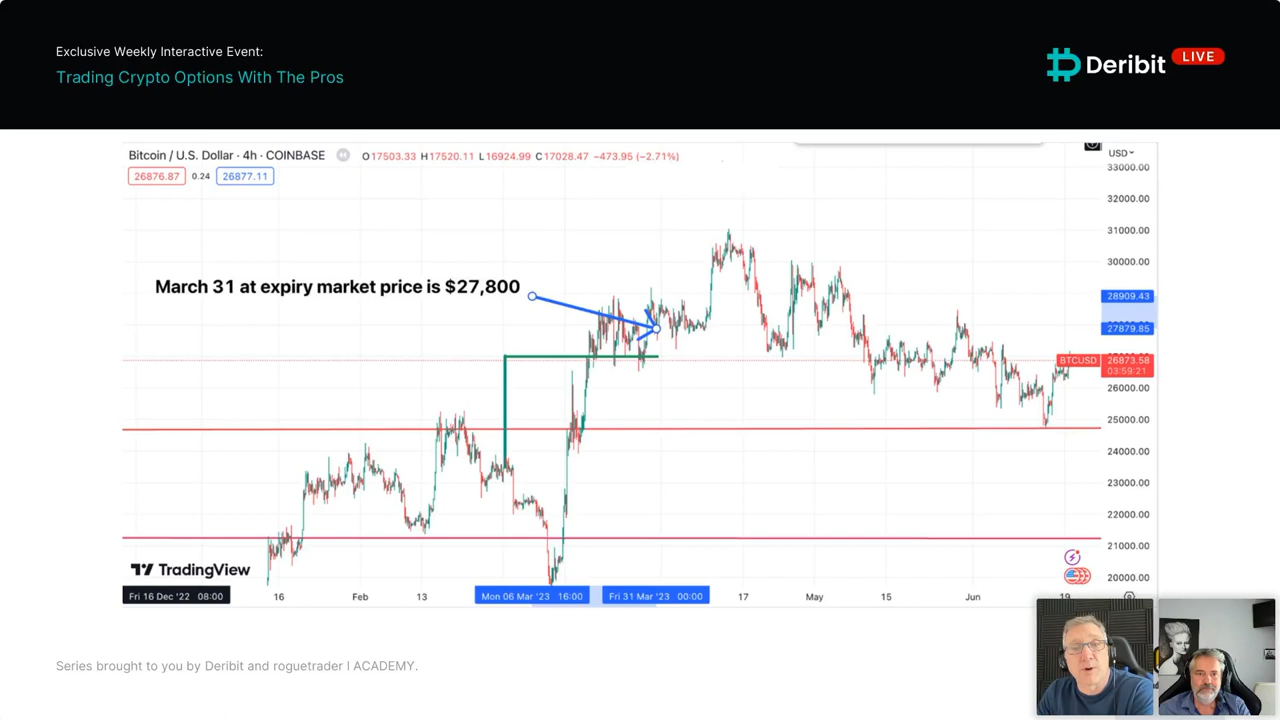 Exclusive Weekly Interactive Event:
Trading Crypto Options With The Pros
Deribit LIVE
Bitcoin / U.S. Dollar · 4h · COINBASE O17503.33 H17520.11 L16924.99 C17028.47 −473.95 (−2.71%)
USD
26876.87 0.24 26877.11
33000.00
32000.00
31000.00
30000.00
March 31 at expiry market price is $27,800
28909.43
27879.85
BTCUSD 26873.58
03:59:21
26000.00
25000.00
24000.00
23000.00
22000.00
21000.00
20000.00
TradingView
Fri 16 Dec '22 08:00
16
Feb
13
Mon 06 Mar '23 16:00
Fri 31 Mar '23 00:00
17
May
15
Jun
19
Series brought to you by Deribit and roguetrader | ACADEMY.